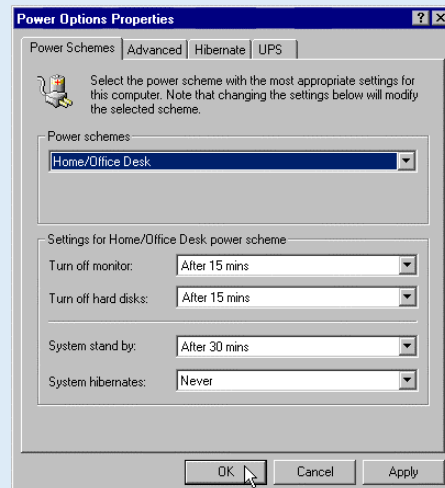 Power Options Properties
Power Schemes Advanced Hibernate UPS
Select the power scheme with the most appropriate settings for
this computer. Note that changing the settings below will modify
the selected scheme.
Power schemes
Home/Office Desk
Settings for Home/Office Desk power scheme
Turn off monitor: After 15 mins
Turn off hard disks: After 15 mins
System stand by: After 30 mins
System hibernates: Never
OK Cancel Apply